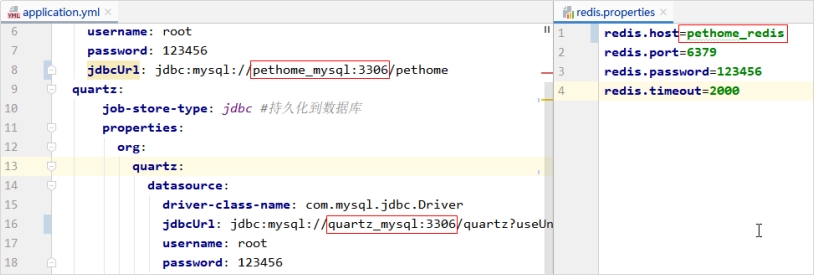 application.yml
6 username: root
7 password: 123456
8 jdbcUrl: jdbc:mysql://pethome_mysql:3306/pethome
9 quartz:
10 job-store-type: jdbc #持久化到数据库
11 properties:
12 org:
13 quartz:
14 datasource:
15 driver-class-name: com.mysql.jdbc.Driver
16 jdbcUrl: jdbc:mysql://quartz_mysql:3306/quartz?useUn
17 username: root
18 password: 123456
redis.properties
1 redis.host=pethome_redis
2 redis.port=6379
3 redis.password=123456
4 redis.timeout=2000